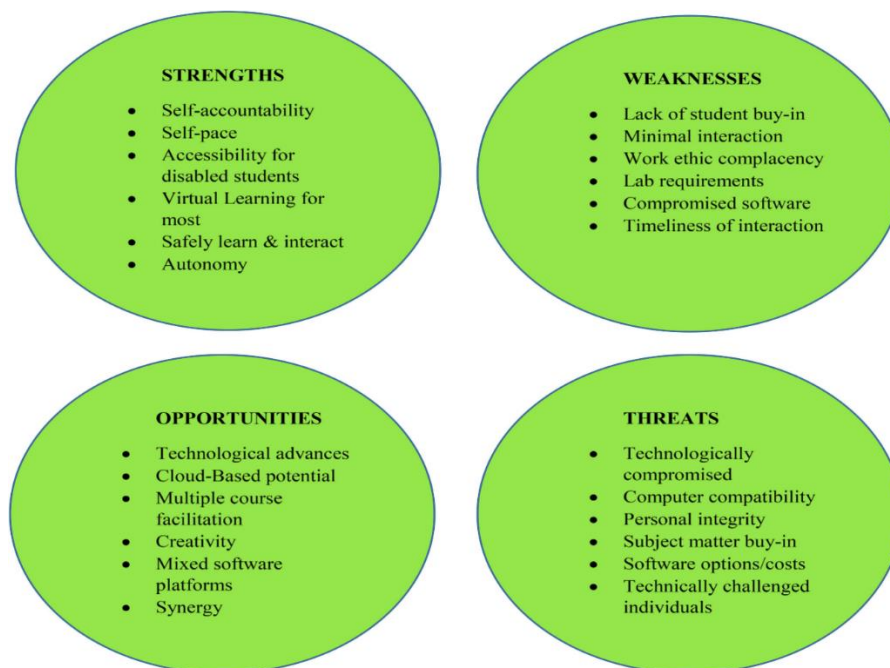 STRENGTHS
• Self-accountability
• Self-pace
• Accessibility for
disabled students
• Virtual Learning for
most
• Safely learn & interact
• Autonomy
WEAKNESSES
• Lack of student buy-in
• Minimal interaction
• Work ethic complacency
• Lab requirements
• Compromised software
• Timeliness of interaction
OPPORTUNITIES
• Technological advances
• Cloud-Based potential
• Multiple course
facilitation
• Creativity
• Mixed software
platforms
• Synergy
THREATS
• Technologically
compromised
• Computer compatibility
• Personal integrity
• Subject matter buy-in
• Software options/costs
• Technically challenged
individuals